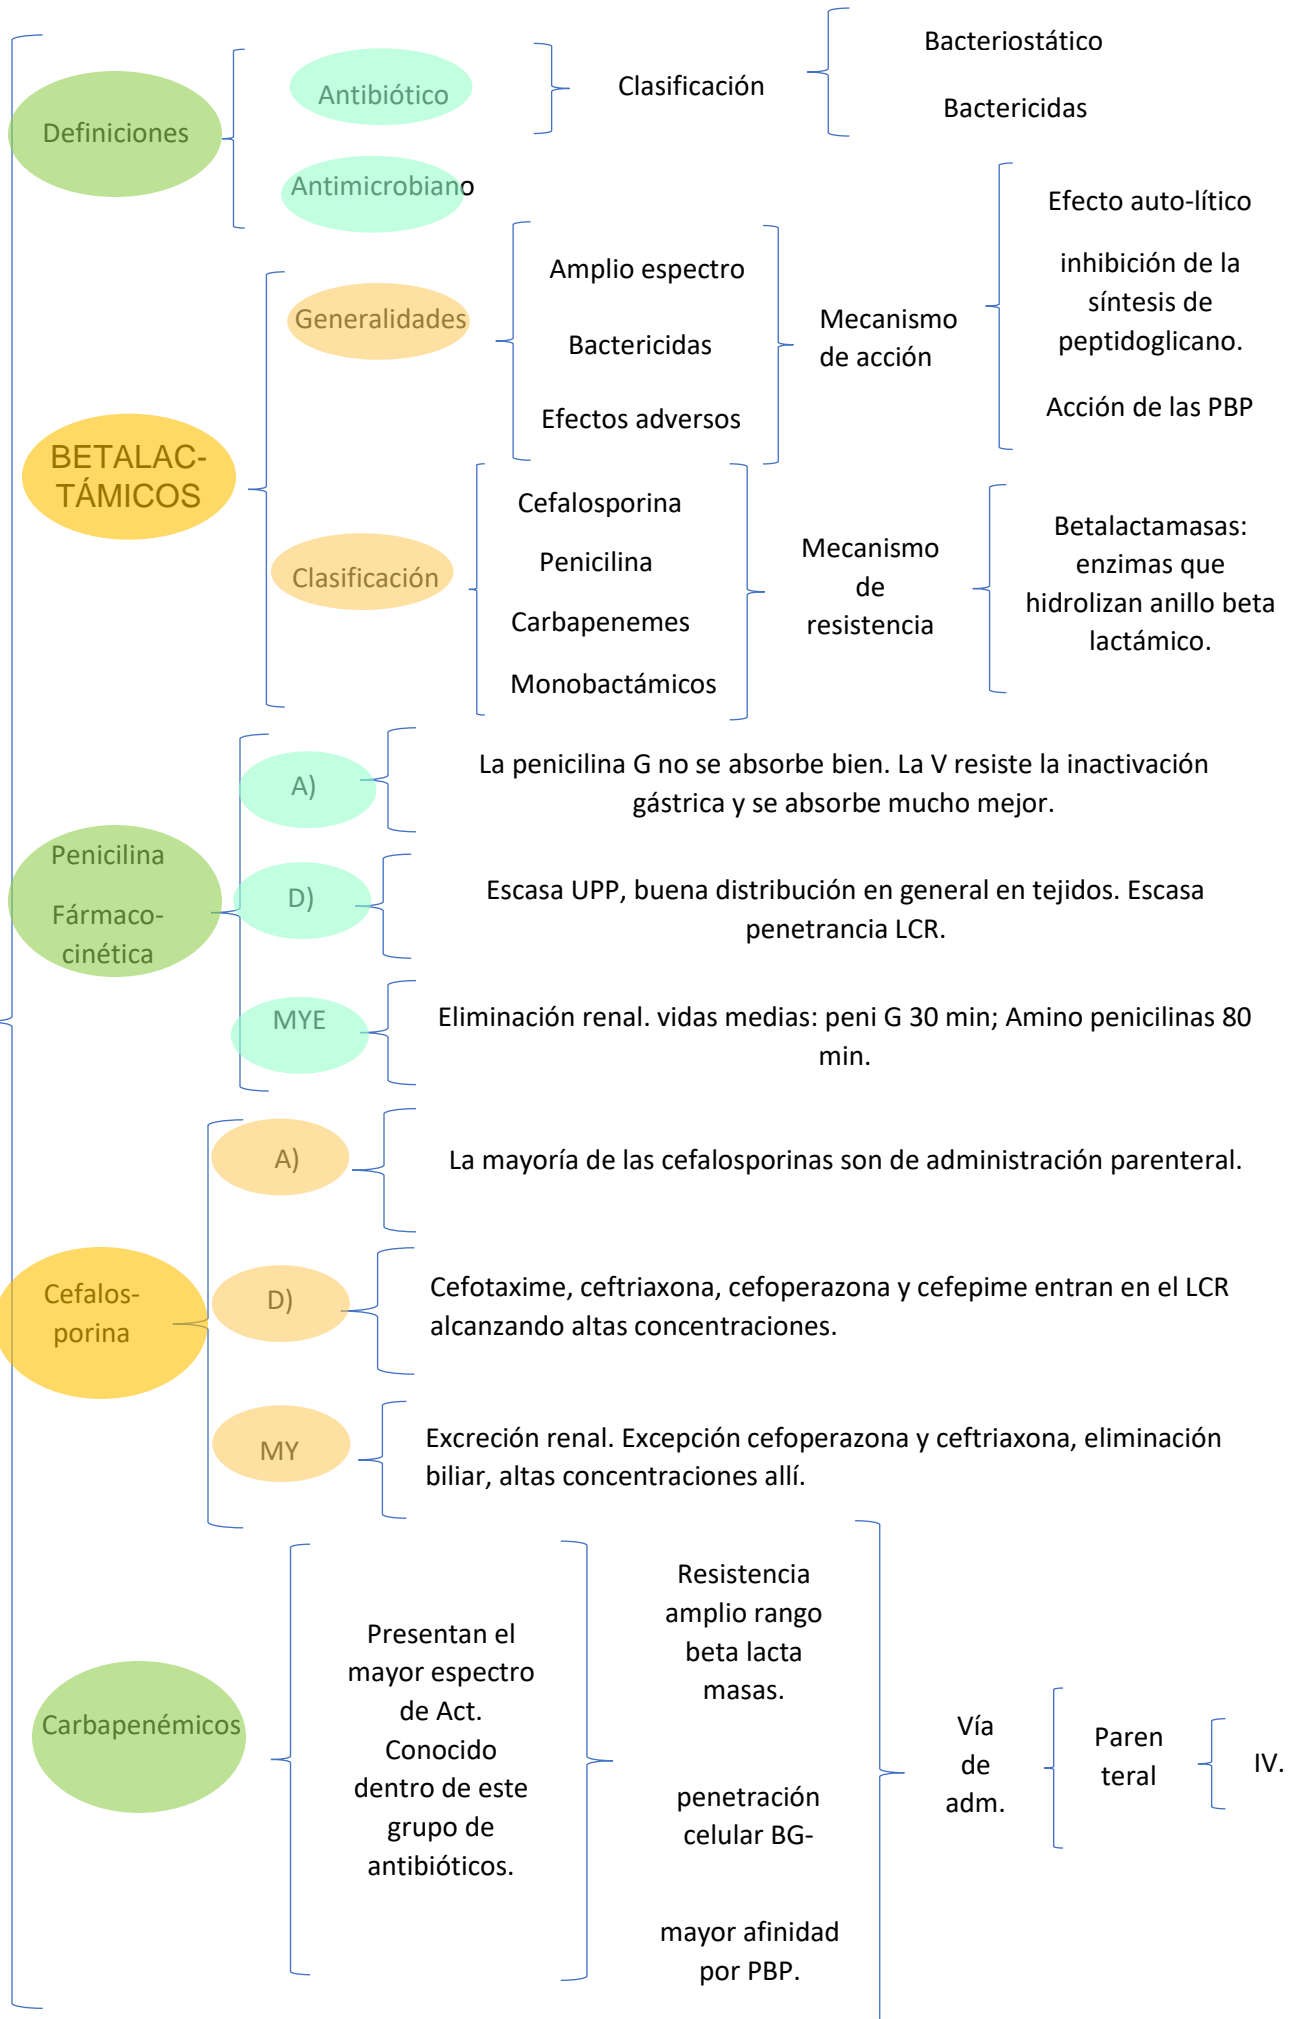 Definiciones
Antibiótico
Clasificación
Bacteriostático
Bactericidas
Antimicrobiano
BETALAC-
TÁMICOS
Generalidades
Amplio espectro
Bactericidas
Efectos adversos
Mecanismo
de acción
Efecto auto-lítico
inhibición de la
síntesis de
peptidoglicano.
Acción de las PBP
Clasificación
Cefalosporina
Penicilina
Carbapenemes
Monobactámicos
Mecanismo
de
resistencia
Betalactamasas:
enzimas que
hidrolizan anillo beta
lactámico.
Penicilina
Fármaco-
cinética
A)
La penicilina G no se absorbe bien. La V resiste la inactivación
gástrica y se absorbe mucho mejor.
D)
Escasa UPP, buena distribución en general en tejidos. Escasa
penetrancia LCR.
MYE
Eliminación renal. vidas medias: peni G 30 min; Amino penicilinas 80
min.
Cefalos-
porina
A)
La mayoría de las cefalosporinas son de administración parenteral.
D)
Cefotaxime, ceftriaxona, cefoperazona y cefepime entran en el LCR
alcanzando altas concentraciones.
MY
Excreción renal. Excepción cefoperazona y ceftriaxona, eliminación
biliar, altas concentraciones allí.
Carbapenémicos
Presentan el
mayor espectro
de Act.
Conocido
dentro de este
grupo de
antibióticos.
Resistencia
amplio rango
beta lacta
masas.
penetración
celular BG-
mayor afinidad
por PBP.
Vía
de
adm.
Paren
teral
IV.